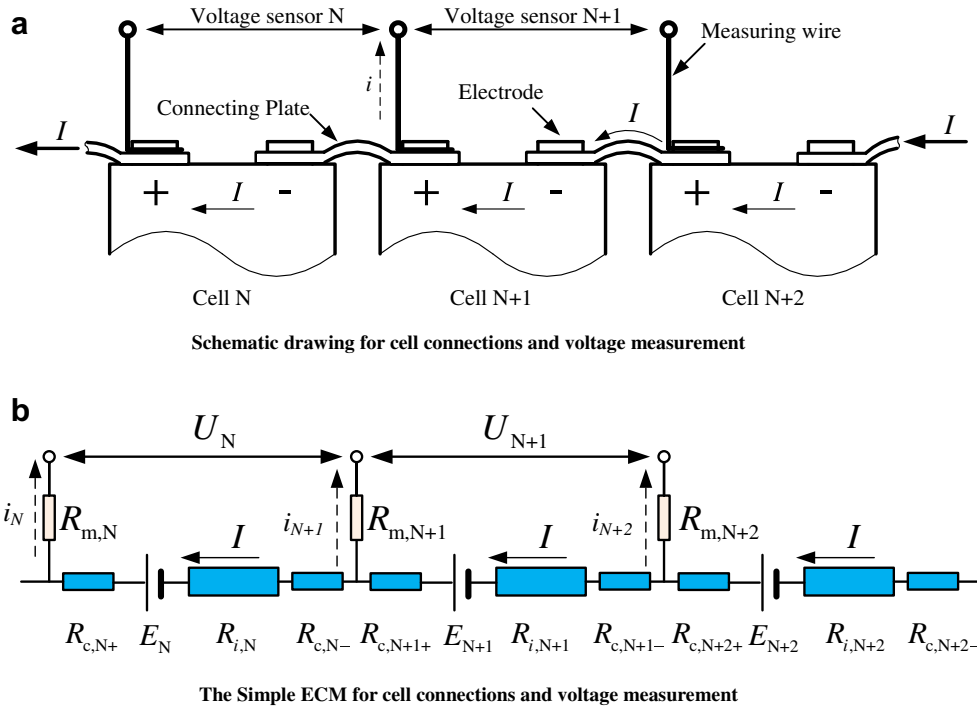 a
Voltage sensor N
Voltage sensor N+1
Measuring wire
i
Electrode
Connecting Plate
I
I
I
+ I -
+ I -
+ I -
Cell N
Cell N+1
Cell N+2
Schematic drawing for cell connections and voltage measurement
b
U_N
U_N+1
i_N
R_m,N
i_N+1
R_m,N+1
i_N+2
R_m,N+2
I
I
I
R_c,N+
E_N
R_i,N
R_c,N−
R_c,N+1+
E_N+1
R_i,N+1
R_c,N+1−
R_c,N+2+
E_N+2
R_i,N+2
R_c,N+2−
The Simple ECM for cell connections and voltage measurement